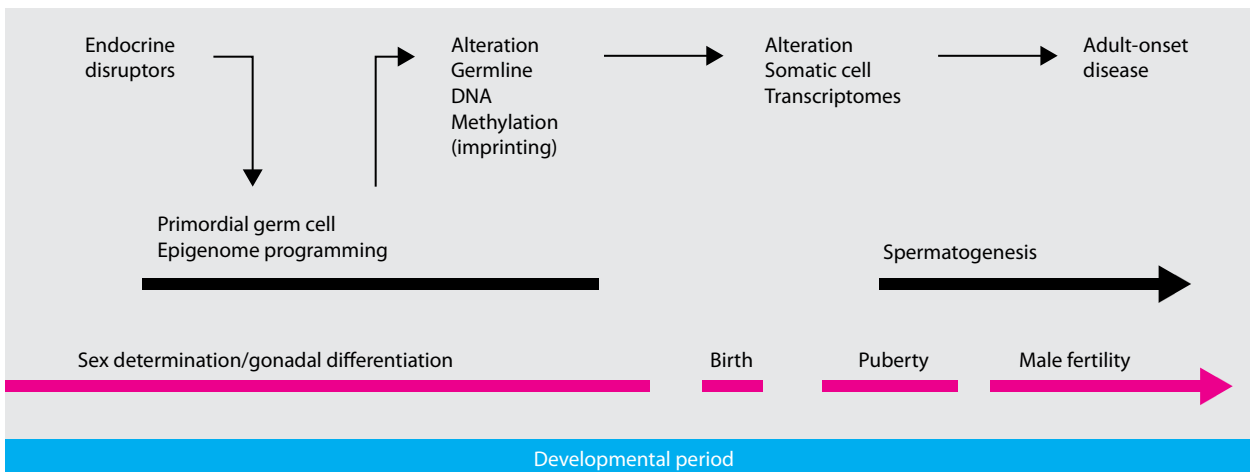 Endocrine
disruptors
Alteration
Germline
DNA
Methylation
(imprinting)
Alteration
Somatic cell
Transcriptomes
Adult-onset
disease
Primordial germ cell
Epigenome programming
Spermatogenesis
Sex determination/gonadal differentiation
Birth
Puberty
Male fertility
Developmental period